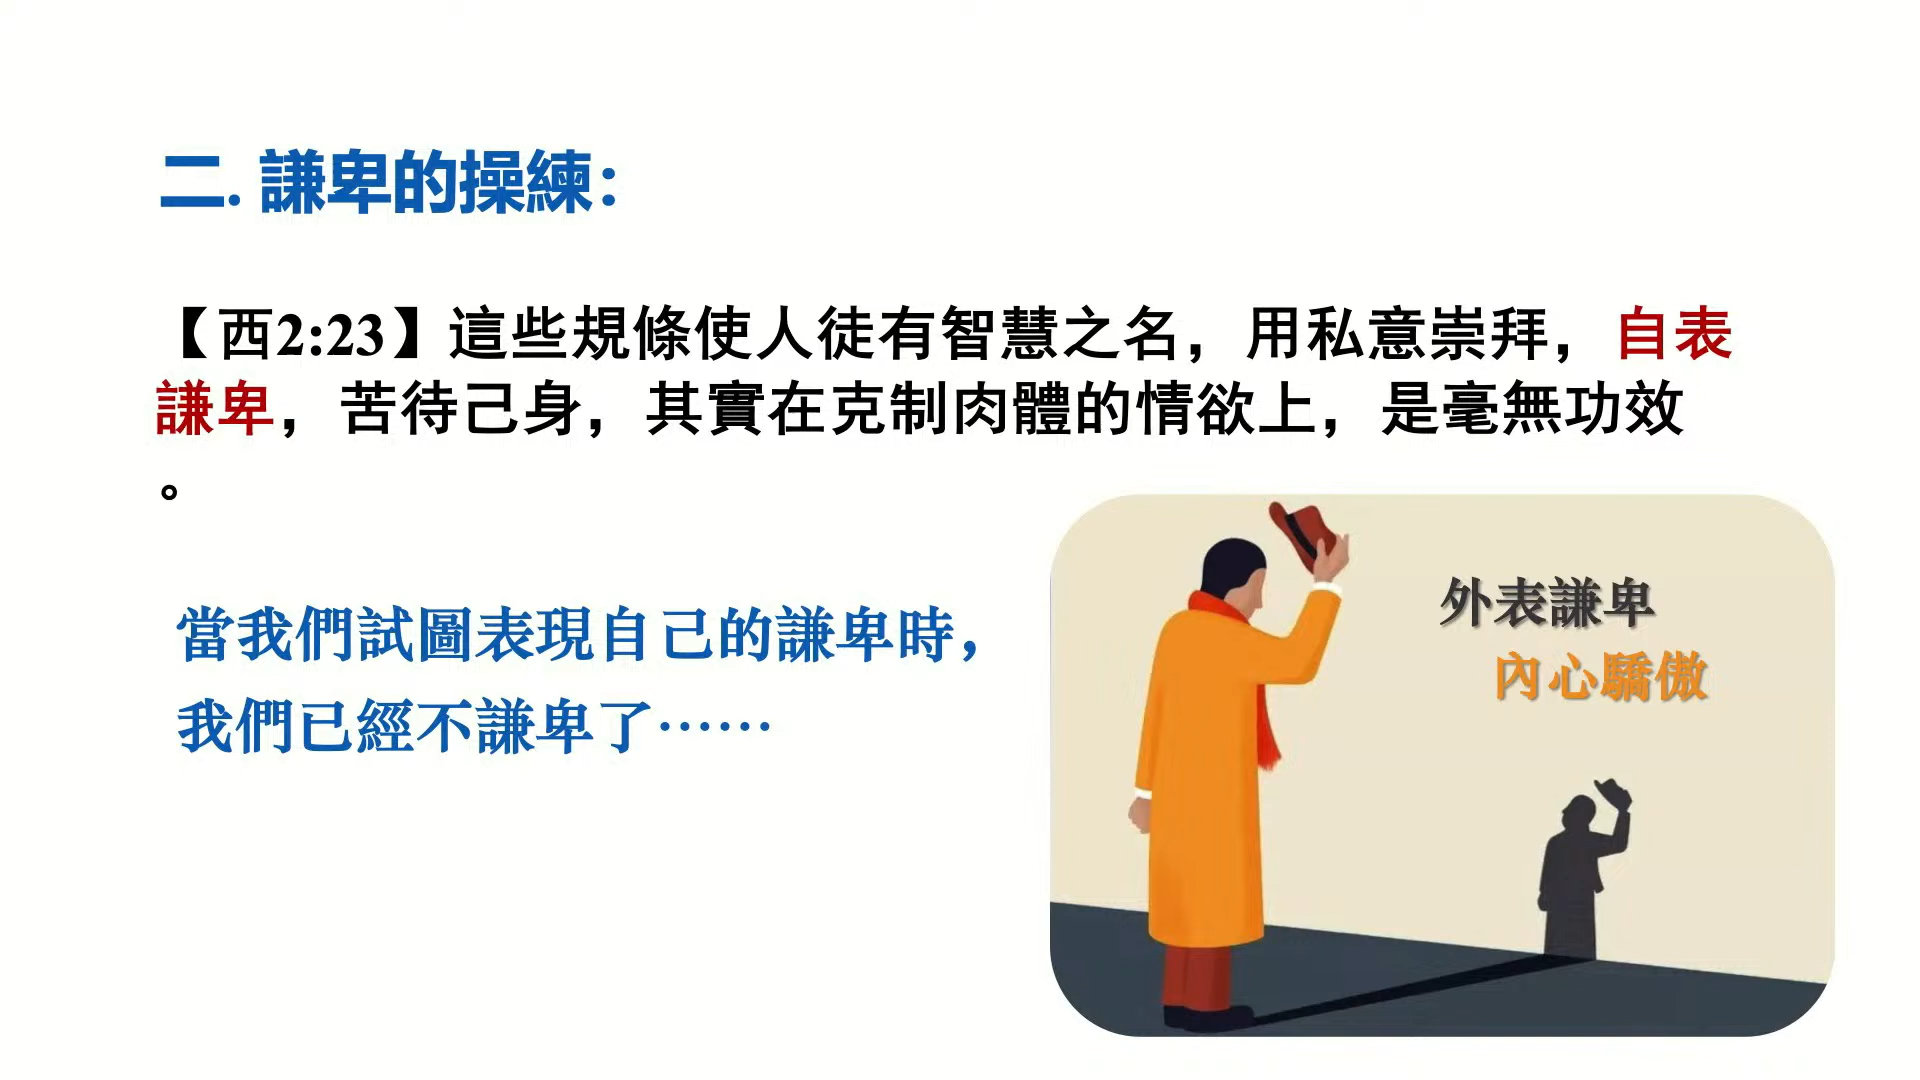 二. 謙卑的操練：
【西2:23】這些規條使人徒有智慧之名，用私意崇拜，自表
謙卑，苦待己身，其實在克制肉體的情欲上，是毫無功效
。
當我們試圖表現自己的謙卑時，
我們已經不謙卑了……
外表謙卑
內心驕傲